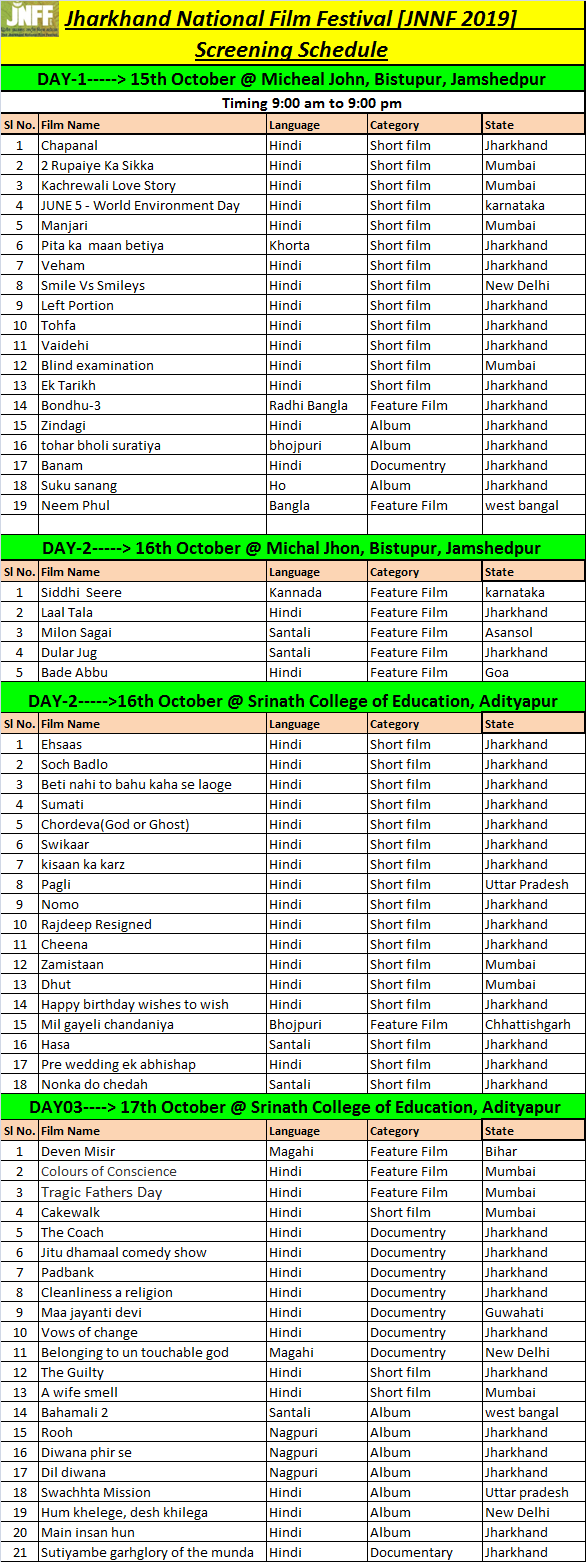 JNFF
Jharkhand National Film Festival [JNNF 2019]
Screening Schedule
DAY-1-----> 15th October @ Micheal John, Bistupur, Jamshedpur
Timing 9:00 am to 9:00 pm
Sl No. Film Name Language Category State
1 Chapanal Hindi Short film Jharkhand
2 2 Rupaiye Ka Sikka Hindi Short film Mumbai
3 Kachrewali Love Story Hindi Short film Mumbai
4 JUNE 5 - World Environment Day Hindi Short film karnataka
5 Manjari Hindi Short film Mumbai
6 Pita ka maan betiya Khorta Short film Jharkhand
7 Veham Hindi Short film Jharkhand
8 Smile Vs Smileys Hindi Short film New Delhi
9 Left Portion Hindi Short film Jharkhand
10 Tohfa Hindi Short film Jharkhand
11 Vaidehi Hindi Short film Jharkhand
12 Blind examination Hindi Short film Mumbai
13 Ek Tarikh Hindi Short film Jharkhand
14 Bondhu-3 Radhi Bangla Feature Film Jharkhand
15 Zindagi Hindi Album Jharkhand
16 tohar bholi suratiya bhojpuri Album Jharkhand
17 Banam Hindi Documentry Jharkhand
18 Suku sanang Ho Album Jharkhand
19 Neem Phul Bangla Feature Film west bangal
DAY-2-----> 16th October @ Michal Jhon, Bistupur, Jamshedpur
Sl No. Film Name Language Category State
1 Siddhi Seere Kannada Feature Film karnataka
2 Laal Tala Hindi Feature Film Jharkhand
3 Milon Sagai Santali Feature Film Asansol
4 Dular Jug Santali Feature Film Jharkhand
5 Bade Abbu Hindi Feature Film Goa
DAY-2----->16th October @ Srinath College of Education, Adityapur
Sl No. Film Name Language Category State
1 Ehsaas Hindi Short film Jharkhand
2 Soch Badlo Hindi Short film Jharkhand
3 Beti nahi to bahu kaha se laoge Hindi Short film Jharkhand
4 Sumati Hindi Short film Jharkhand
5 Chordeva(God or Ghost) Hindi Short film Jharkhand
6 Swikaar Hindi Short film Jharkhand
7 kisaan ka karz Hindi Short film Jharkhand
8 Pagli Hindi Short film Uttar Pradesh
9 Nomo Hindi Short film Jharkhand
10 Rajdeep Resigned Hindi Short film Jharkhand
11 Cheena Hindi Short film Jharkhand
12 Zamistaan Hindi Short film Mumbai
13 Dhut Hindi Short film Mumbai
14 Happy birthday wishes to wish Hindi Short film Jharkhand
15 Mil gayeli chandaniya Bhojpuri Feature Film Chhattishgarh
16 Hasa Santali Short film Jharkhand
17 Pre wedding ek abhishap Hindi Short film Jharkhand
18 Nonka do chedah Santali Short film Jharkhand
DAY03----> 17th October @ Srinath College of Education, Adityapur
Sl No. Film Name Language Category State
1 Deven Misir Magahi Feature Film Bihar
2 Colours of Conscience Hindi Feature Film Mumbai
3 Tragic Fathers Day Hindi Feature Film Mumbai
4 Cakewalk Hindi Short film Mumbai
5 The Coach Hindi Documentry Jharkhand
6 Jitu dhamaal comedy show Hindi Documentry Jharkhand
7 Padbank Hindi Documentry Jharkhand
8 Cleanliness a religion Hindi Documentry Jharkhand
9 Maa jayanti devi Hindi Documentry Guwahati
10 Vows of change Hindi Documentry Jharkhand
11 Belonging to un touchable god Magahi Documentry New Delhi
12 The Guilty Hindi Short film Jharkhand
13 A wife smell Hindi Short film Mumbai
14 Bahamali 2 Santali Album west bangal
15 Rooh Nagpuri Album Jharkhand
16 Diwana phir se Nagpuri Album Jharkhand
17 Dil diwana Nagpuri Album Jharkhand
18 Swachhta Mission Hindi Album Uttar pradesh
19 Hum khelege, desh khilega Hindi Album New Delhi
20 Main insan hun Hindi Album Jharkhand
21 Sutiyambe garhglory of the munda Hindi Documentary Jharkhand